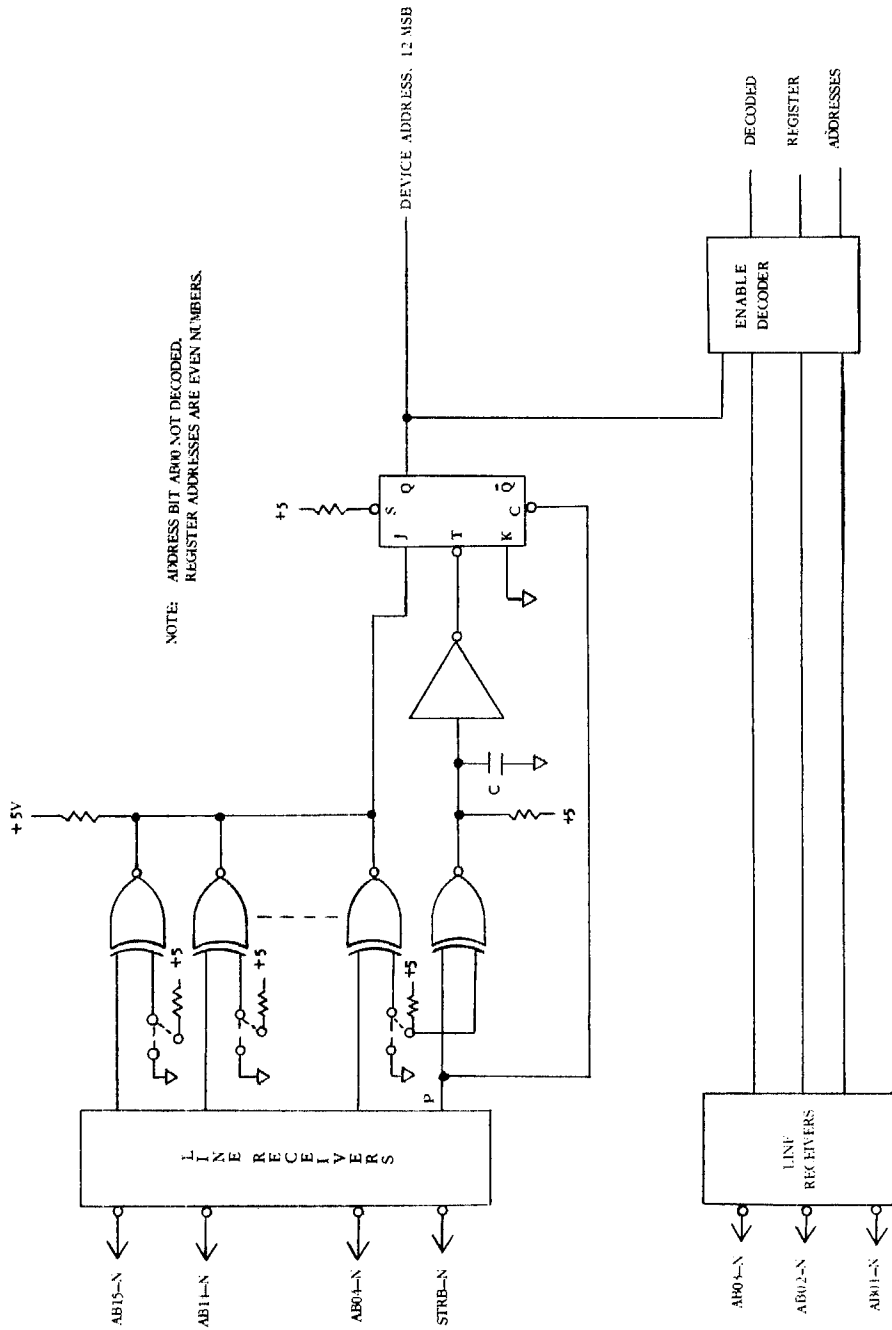 NOTE: ADDRESS BIT AB00 NOT DECODED.
REGISTER ADDRESSES ARE EVEN NUMBERS.
+5V
+5
+5
+5
+5
+5
AB15-N
AB14-N
AB04-N
STRB-N
LINE RECEIVERS
P
C
J
S
Q
T
K
C
Q̄
DEVICE ADDRESS, 12 MSB
AB03-N
AB02-N
AB01-N
LINE
RECEIVERS
ENABLE
DECODER
DECODED
REGISTER
ADDRESSES